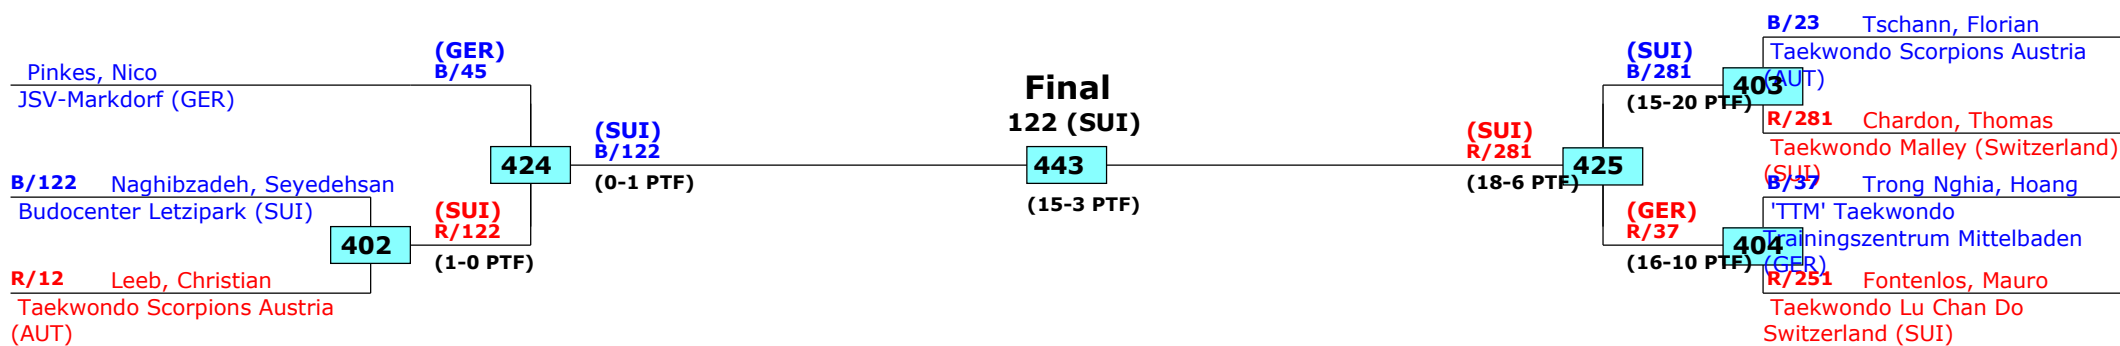 Pinkes, Nico
JSV-Markdorf (GER)
(GER)
B/45
B/122 Naghibzadeh, Seyedehsan
Budocenter Letzipark (SUI)
402
R/12 Leeb, Christian
Taekwondo Scorpions Austria
(AUT)
(SUI)
R/122
(1-0 PTF)
424
(SUI)
B/122
(0-1 PTF)
Final
122 (SUI)
443
(15-3 PTF)
(SUI)
R/281
(18-6 PTF)
425
(SUI)
B/281
(15-20 PTF)
403
B/23 Tschann, Florian
Taekwondo Scorpions Austria
(AUT)
R/281 Chardon, Thomas
Taekwondo Malley (Switzerland)
(SUI)
(GER)
R/37
(16-10 PTF)
404
B/37 Trong Nghia, Hoang
'TTM' Taekwondo
Trainingszentrum Mittelbaden
(GER)
R/251 Fontenlos, Mauro
Taekwondo Lu Chan Do
Switzerland (SUI)